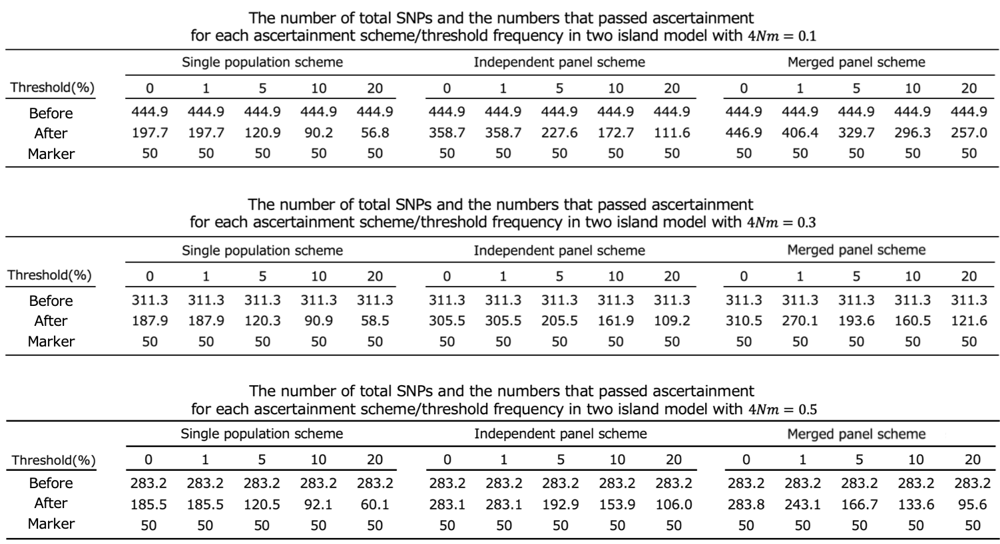 The number of total SNPs and the numbers that passed ascertainment
for each ascertainment scheme/threshold frequency in two island model with 4Nm = 0.1
Single population scheme Independent panel scheme Merged panel scheme
Threshold(%) 0 1 5 10 20 0 1 5 10 20 0 1 5 10 20
Before 444.9 444.9 444.9 444.9 444.9 444.9 444.9 444.9 444.9 444.9 444.9 444.9 444.9 444.9 444.9
After 197.7 197.7 120.9 90.2 56.8 358.7 358.7 227.6 172.7 111.6 446.9 406.4 329.7 296.3 257.0
Marker 50 50 50 50 50 50 50 50 50 50 50 50 50 50 50
The number of total SNPs and the numbers that passed ascertainment
for each ascertainment scheme/threshold frequency in two island model with 4Nm = 0.3
Single population scheme Independent panel scheme Merged panel scheme
Threshold(%) 0 1 5 10 20 0 1 5 10 20 0 1 5 10 20
Before 311.3 311.3 311.3 311.3 311.3 311.3 311.3 311.3 311.3 311.3 311.3 311.3 311.3 311.3 311.3
After 187.9 187.9 120.3 90.9 58.5 305.5 305.5 205.5 161.9 109.2 310.5 270.1 193.6 160.5 121.6
Marker 50 50 50 50 50 50 50 50 50 50 50 50 50 50 50
The number of total SNPs and the numbers that passed ascertainment
for each ascertainment scheme/threshold frequency in two island model with 4Nm = 0.5
Single population scheme Independent panel scheme Merged panel scheme
Threshold(%) 0 1 5 10 20 0 1 5 10 20 0 1 5 10 20
Before 283.2 283.2 283.2 283.2 283.2 283.2 283.2 283.2 283.2 283.2 283.2 283.2 283.2 283.2 283.2
After 185.5 185.5 120.5 92.1 60.1 283.1 283.1 192.9 153.9 106.0 283.8 243.1 166.7 133.6 95.6
Marker 50 50 50 50 50 50 50 50 50 50 50 50 50 50 50